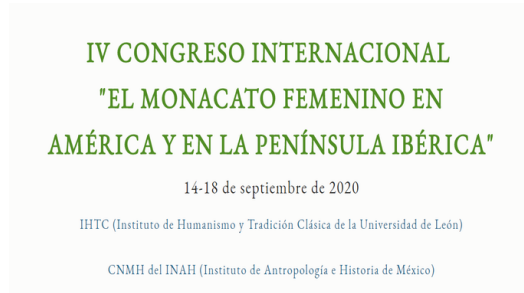 IV CONGRESO INTERNACIONAL
"EL MONACATO FEMENINO EN
AMÉRICA Y EN LA PENÍNSULA IBÉRICA"
14-18 de septiembre de 2020
IHTC (Instituto de Humanismo y Tradición Clásica de la Universidad de León)
CNMH del INAH (Instituto de Antropología e Historia de México)